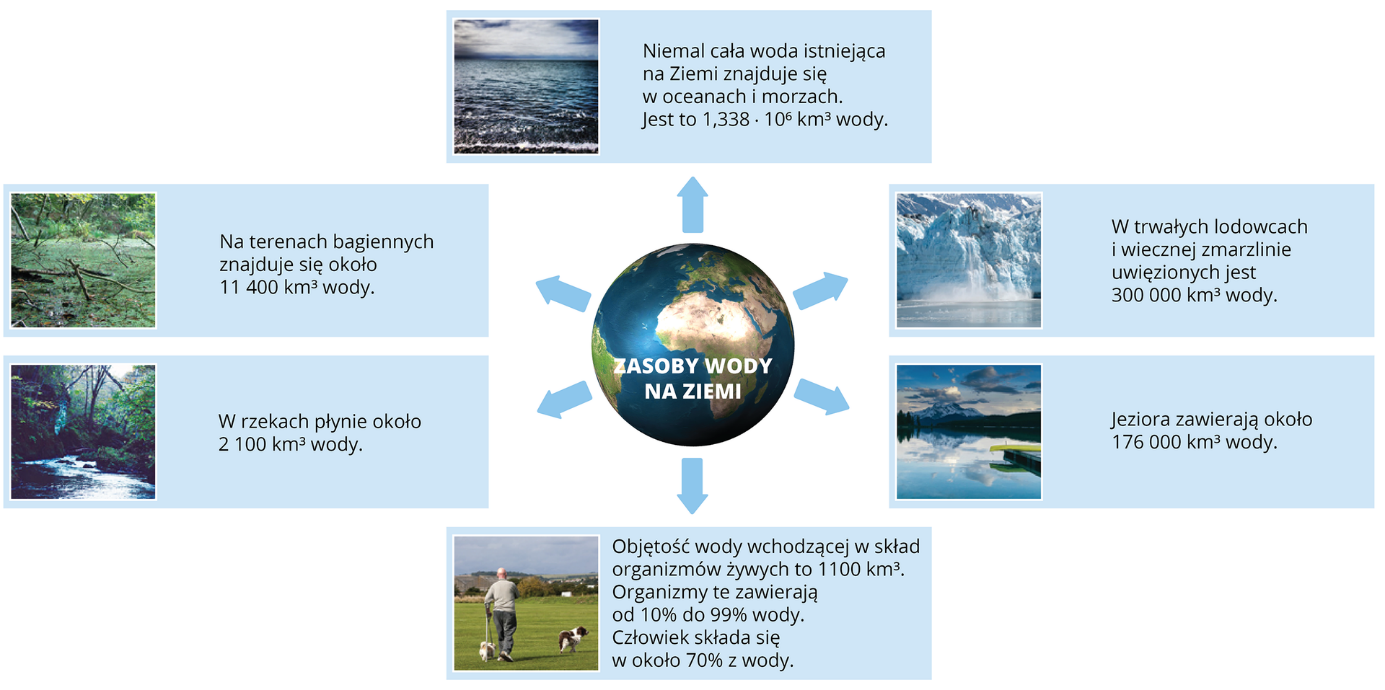 Niemal cała woda istniejąca
na Ziemi znajduje się
w oceanach i morzach.
Jest to 1,338 · 10⁶ km³ wody.
Na terenach bagiennych
znajduje się około
11 400 km³ wody.
W trwałych lodowcach
i wiecznej zmarzlinie
uwięzionych jest
300 000 km³ wody.
ZASOBY WODY
NA ZIEMI
W rzekach płynie około
2 100 km³ wody.
Jeziora zawierają około
176 000 km³ wody.
Objętość wody wchodzącej w skład
organizmów żywych to 1100 km³.
Organizmy te zawierają
od 10% do 99% wody.
Człowiek składa się
w około 70% z wody.